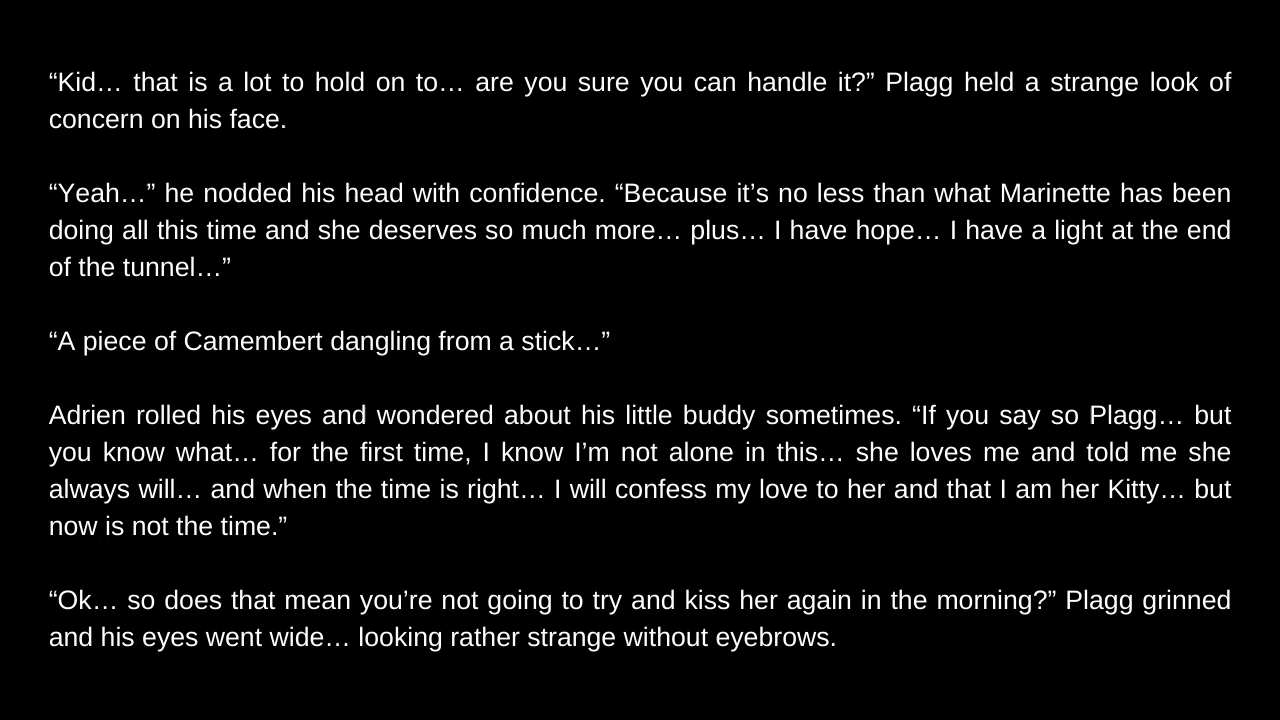 “Kid… that is a lot to hold on to… are you sure you can handle it?” Plagg held a strange look of
concern on his face.
“Yeah…” he nodded his head with confidence. “Because it’s no less than what Marinette has been
doing all this time and she deserves so much more… plus… I have hope… I have a light at the end
of the tunnel…”
“A piece of Camembert dangling from a stick…”
Adrien rolled his eyes and wondered about his little buddy sometimes. “If you say so Plagg… but
you know what… for the first time, I know I’m not alone in this… she loves me and told me she
always will… and when the time is right… I will confess my love to her and that I am her Kitty… but
now is not the time.”
“Ok… so does that mean you’re not going to try and kiss her again in the morning?” Plagg grinned
and his eyes went wide… looking rather strange without eyebrows.